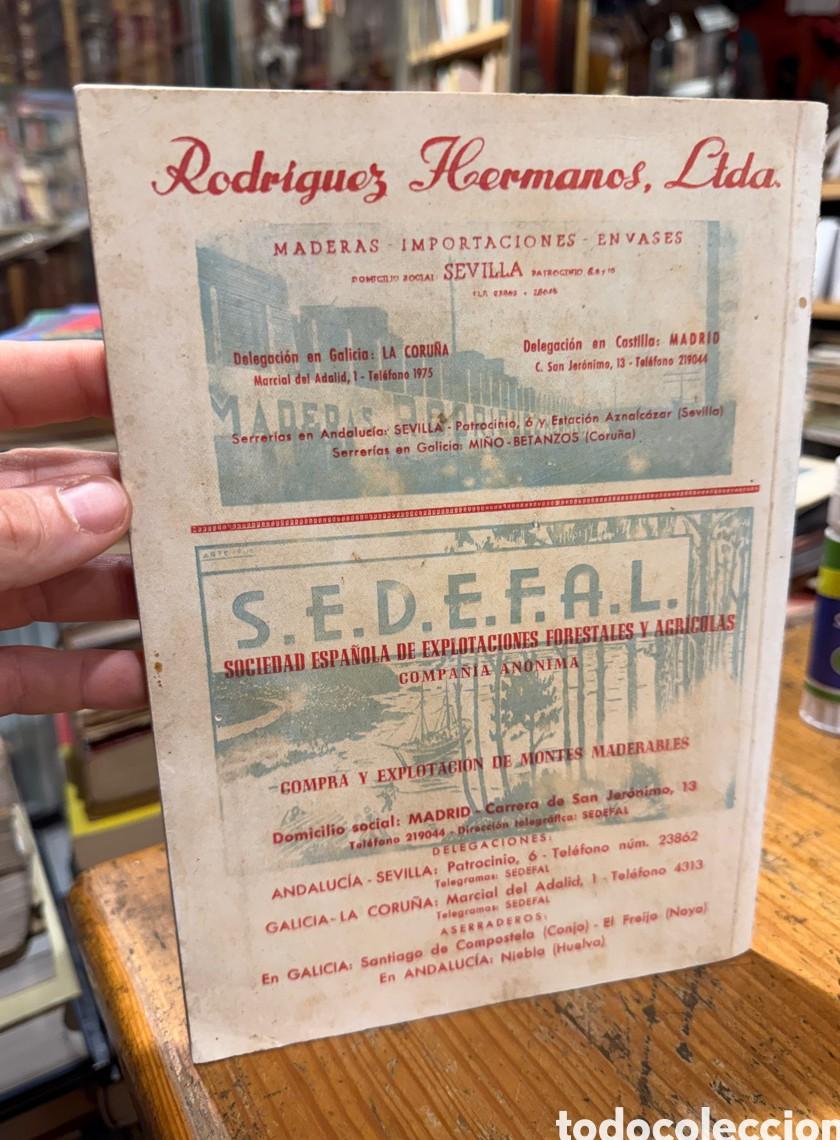 Rodríguez Hermanos, Ltda.
MADERAS - IMPORTACIONES - ENVASES
DOMICILIO SOCIAL: SEVILLA PATROCINIO
Delegación en Galicia: LA CORUÑA
Marcial del Adalid, 1 - Teléfono 1975
Delegación en Castilla: MADRID
C. San Jerónimo, 13 - Teléfono 219044
MADERAS
Serrerías en Andalucía: SEVILLA - Patrocinio, 6 y Estación Aznalcázar (Sevilla)
Serrerías en Galicia: MIÑO - BETANZOS (Coruña)
S.E.D.E.F.A.L.
SOCIEDAD ESPAÑOLA DE EXPLOTACIONES FORESTALES Y AGRÍCOLAS
COMPAÑÍA ANÓNIMA
COMPRA Y EXPLOTACION DE MONTES MADERABLES
Domicilio social: MADRID - Carrera de San Jerónimo, 13
Teléfono 219044 - Dirección telegráfica: SEDEFAL
DELEGACIONES:
ANDALUCÍA - SEVILLA: Patrocinio, 6 - Teléfono núm. 23862
Telegramas: SEDEFAL
GALICIA - LA CORUÑA: Marcial del Adalid, 1 - Teléfono 4313
Telegramas: SEDEFAL
ASERRADEROS:
En GALICIA: Santiago de Compostela (Conjo) - El Freijo (Noya)
En ANDALUCÍA: Niebla (Huelva)
todocoleccion